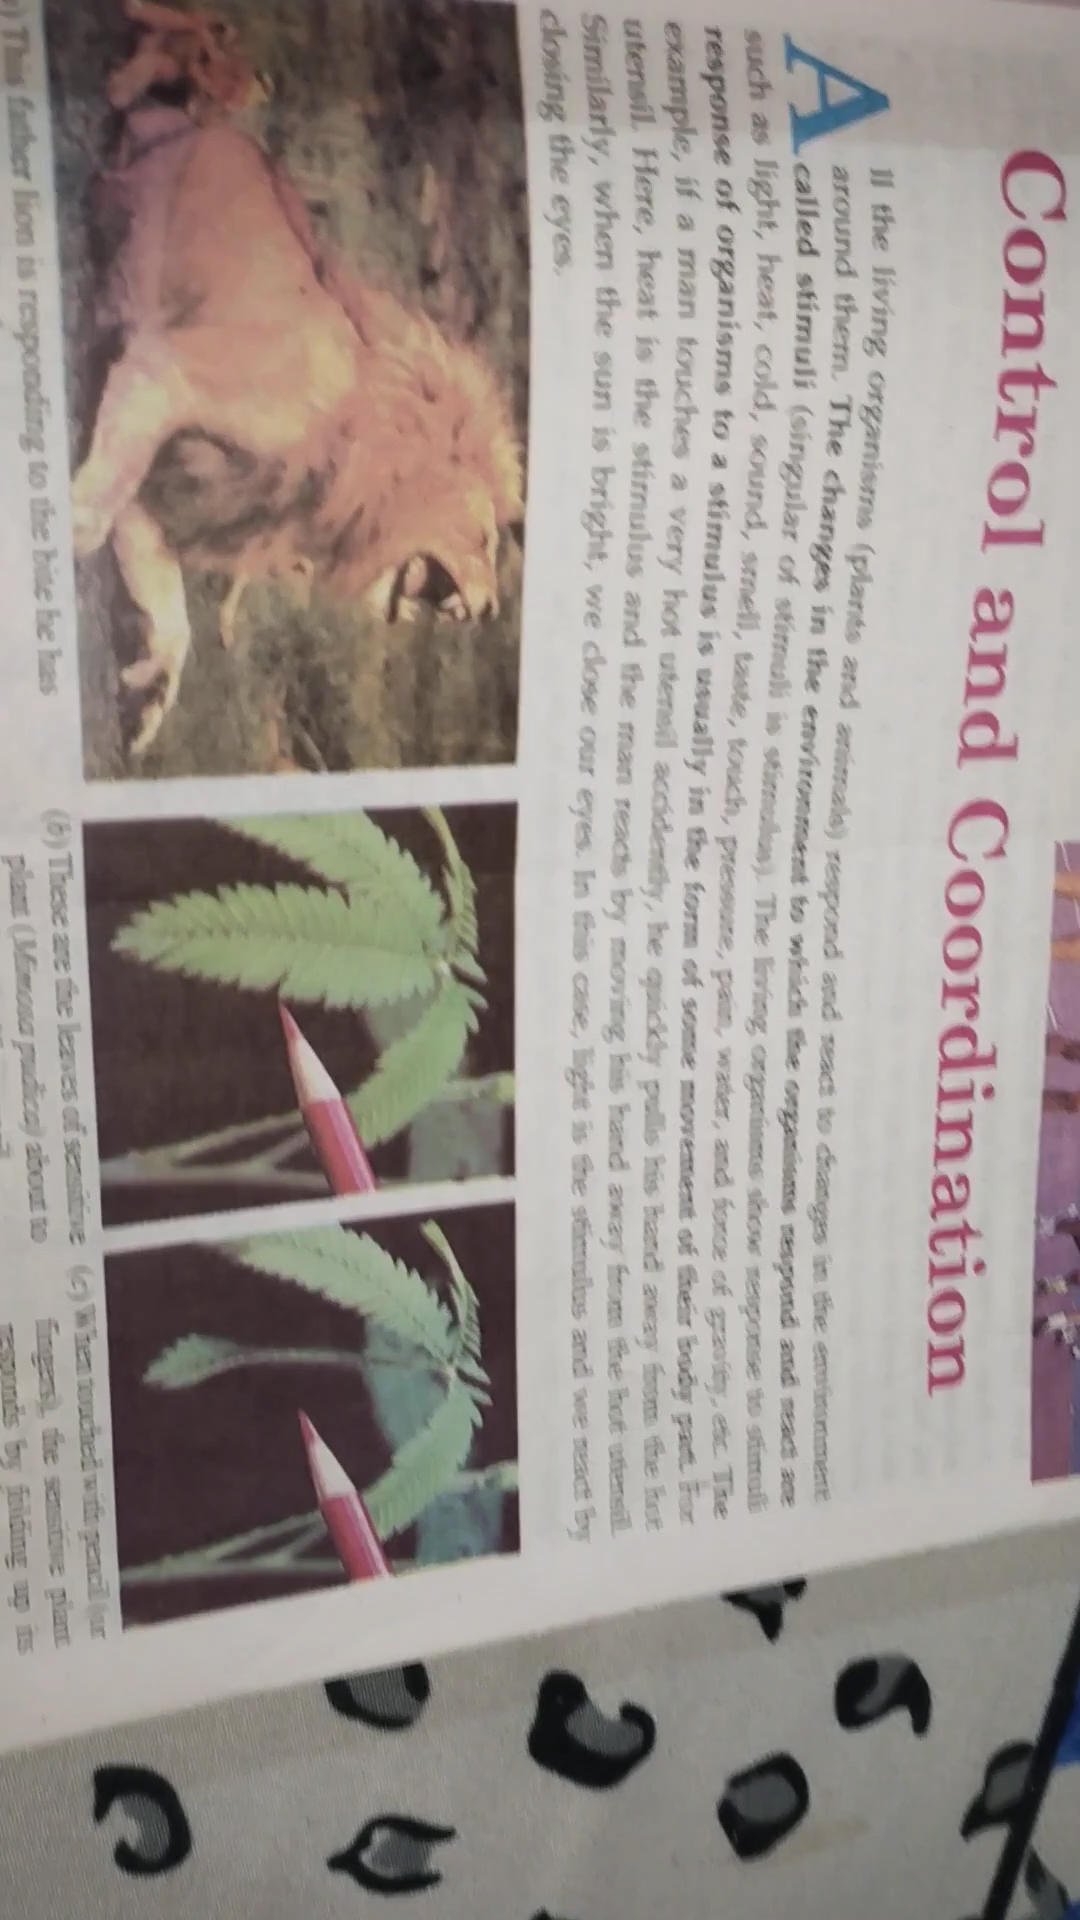 Control and Coordination
All the living organisms (plants and animals) respond and react to changes in the environment
around them. The changes in the environment to which the organisms respond and react are
called stimuli (singular of stimuli is stimulus). The living organisms show response to stimuli
such as light, heat, cold, sound, smell, taste, touch, pressure, pain, water, and force of gravity, etc. The
response of organisms to a stimulus is usually in the form of some movement of their body part. For
example, if a man touches a very hot utensil accidently, he quickly pulls his hand away from the hot
utensil. Here, heat is the stimulus and the man reacts by moving his hand away from the hot utensil.
Similarly, when the sun is bright, we close our eyes. In this case, light is the stimulus and we react by
closing the eyes.
This father lion is responding to the bite he has
(b) These are the leaves of sensitive
plant (Mimosa pudica) about to
(c) When touched with pencil (or
fingers), the sensitive plant
responds by folding up its